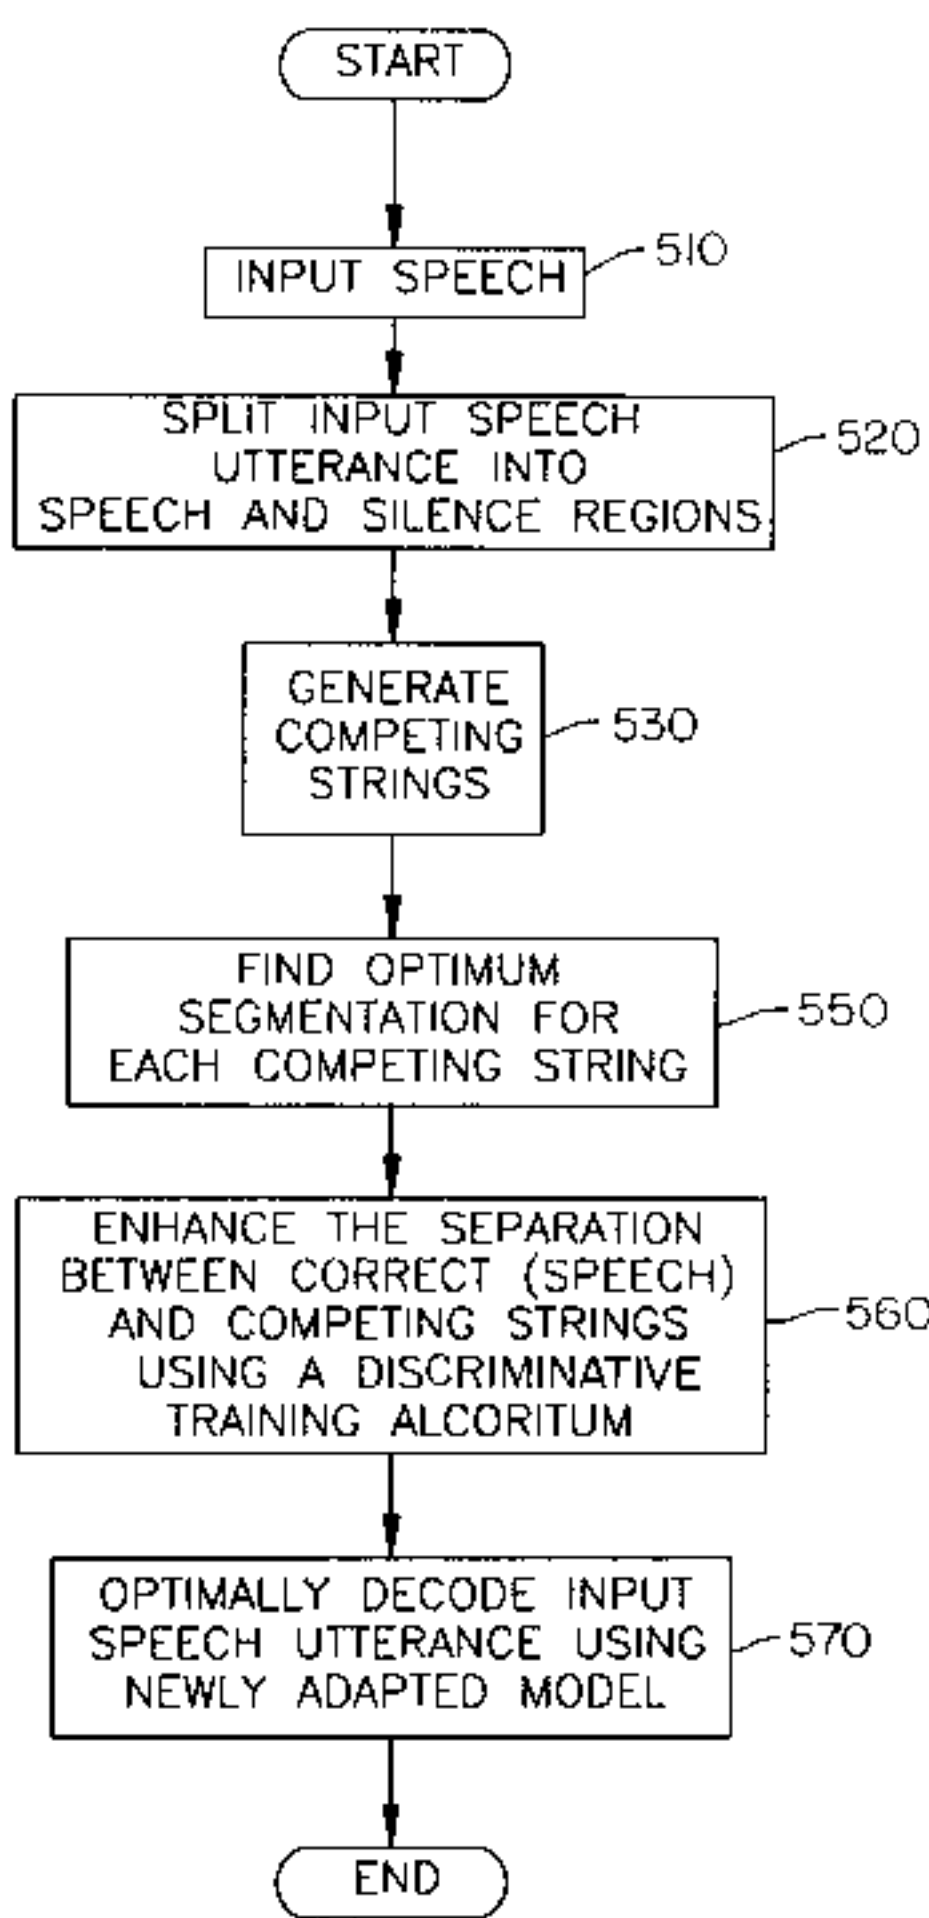 START
INPUT SPEECH
510
SPLIT INPUT SPEECH
UTTERANCE INTO
SPEECH AND SILENCE REGIONS
520
GENERATE
COMPETING
STRINGS
530
FIND OPTIMUM
SEGMENTATION FOR
EACH COMPETING STRING
550
ENHANCE THE SEPARATION
BETWEEN CORRECT (SPEECH)
AND COMPETING STRINGS
USING A DISCRIMINATIVE
TRAINING ALCORITUM
560
OPTIMALLY DECODE INPUT
SPEECH UTTERANCE USING
NEWLY ADAPTED MODEL
570
END